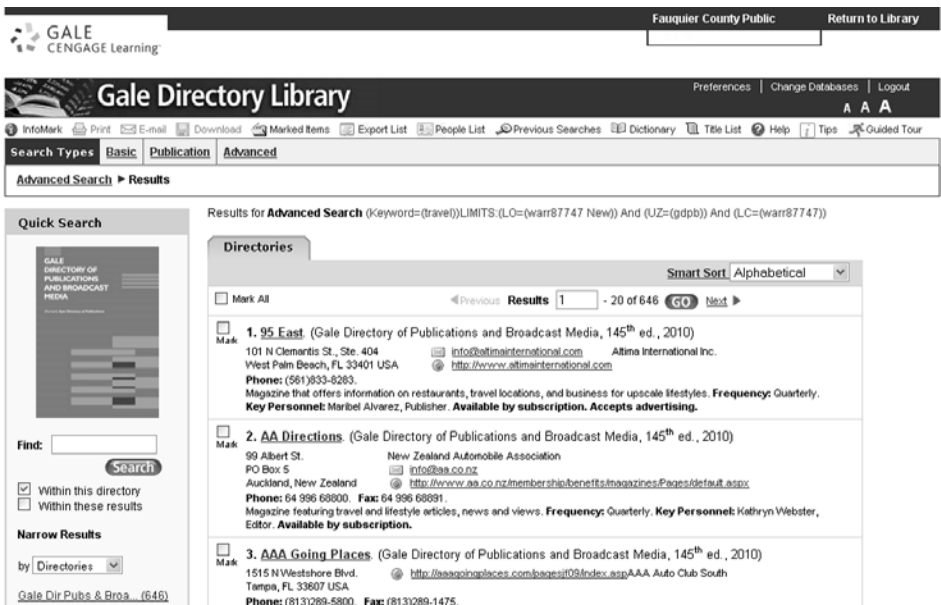 Fauquier County Public Return to Library
GALE
CENGAGE Learning
Gale Directory Library
Preferences | Change Databases | Logout
A A A
InfoMark Print E-mail Download Marked Items Export List People List Previous Searches Dictionary Title List Help Tips Guided Tour
Search Types Basic Publication Advanced
Advanced Search ► Results
Quick Search
GALE
DIRECTORY OF
PUBLICATIONS
AND BROADCAST
MEDIA
Find:
Search
Within this directory
Within these results
Narrow Results
by Directories
Gale Dir Pubs & Broa... (646)
Results for Advanced Search (Keyword=(travel))LIMITS:(LO=(warr87747 New)) And (UZ=(gdpb)) And (LC=(warr87747))
Directories
Smart Sort Alphabetical
Mark All Previous Results 1 - 20 of 646 GO Next
Mark 1. 95 East. (Gale Directory of Publications and Broadcast Media, 145th ed., 2010)
101 N Clemantis St., Ste. 404 info@altimainternational.com Altima International Inc.
West Palm Beach, FL 33401 USA http://www.altimainternational.com
Phone: (561)833-8283.
Magazine that offers information on restaurants, travel locations, and business for upscale lifestyles. Frequency: Quarterly.
Key Personnel: Maribel Alvarez, Publisher. Available by subscription. Accepts advertising.
Mark 2. AA Directions. (Gale Directory of Publications and Broadcast Media, 145th ed., 2010)
99 Albert St. New Zealand Automobile Association
PO Box 5 info@aa.co.nz
Auckland, New Zealand http://www.aa.co.nz/membership/benefits/magazines/Pages/default.aspx
Phone: 64 996 68800. Fax: 64 996 68891.
Magazine featuring travel and lifestyle articles, news and views. Frequency: Quarterly. Key Personnel: Kathryn Webster,
Editor. Available by subscription.
Mark 3. AAA Going Places. (Gale Directory of Publications and Broadcast Media, 145th ed., 2010)
1515 N Westshore Blvd. http://aaagoingplaces.com/pagesjf09/index.asp AAA Auto Club South
Tampa, FL 33607 USA
Phone: (813)289-5800. Fax: (813)289-1475.